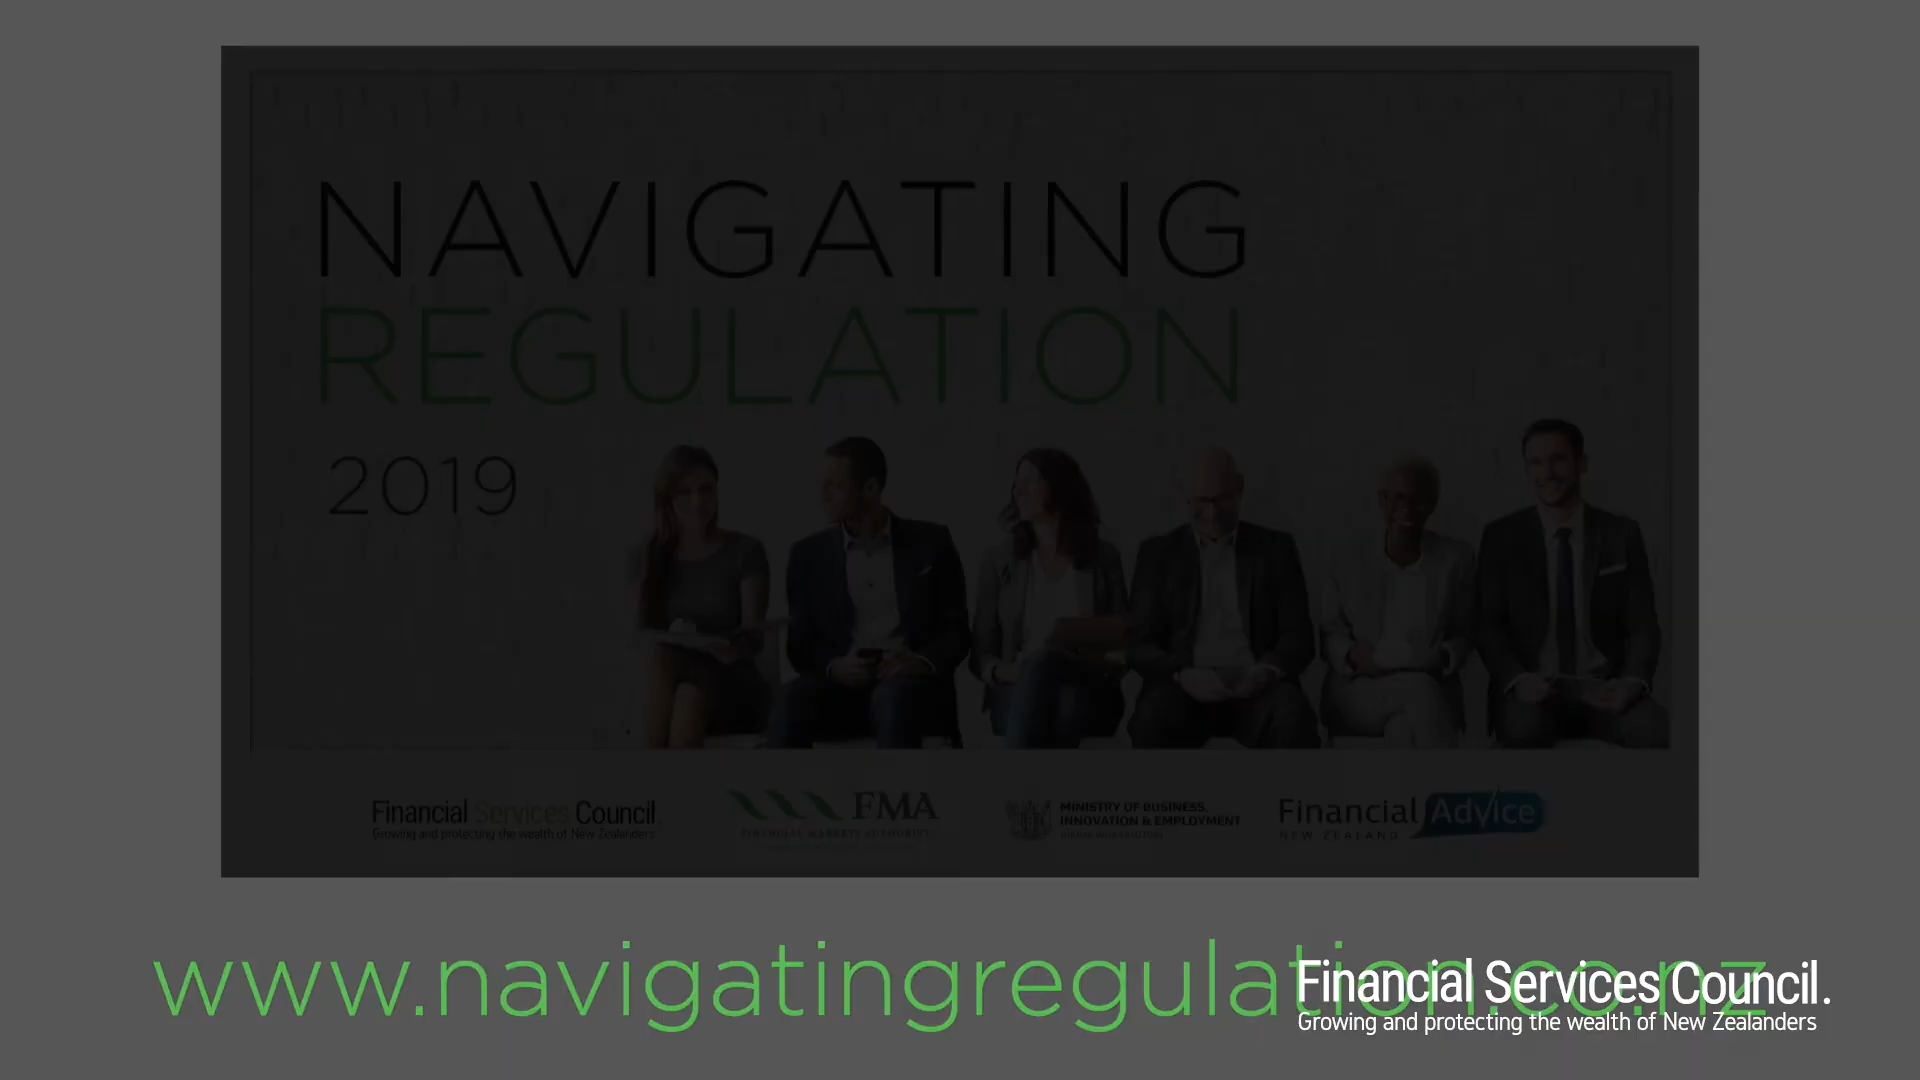 NAVIGATING
REGULATION
2019
Financial Services Council.
Growing and protecting the wealth of New Zealanders
FMA
FINANCIAL MARKETS AUTHORITY
MINISTRY OF BUSINESS,
INNOVATION & EMPLOYMENT
Financial Advice
NEW ZEALAND
www.navigatingregulation.co.nz
Financial Services Council.
Growing and protecting the wealth of New Zealanders